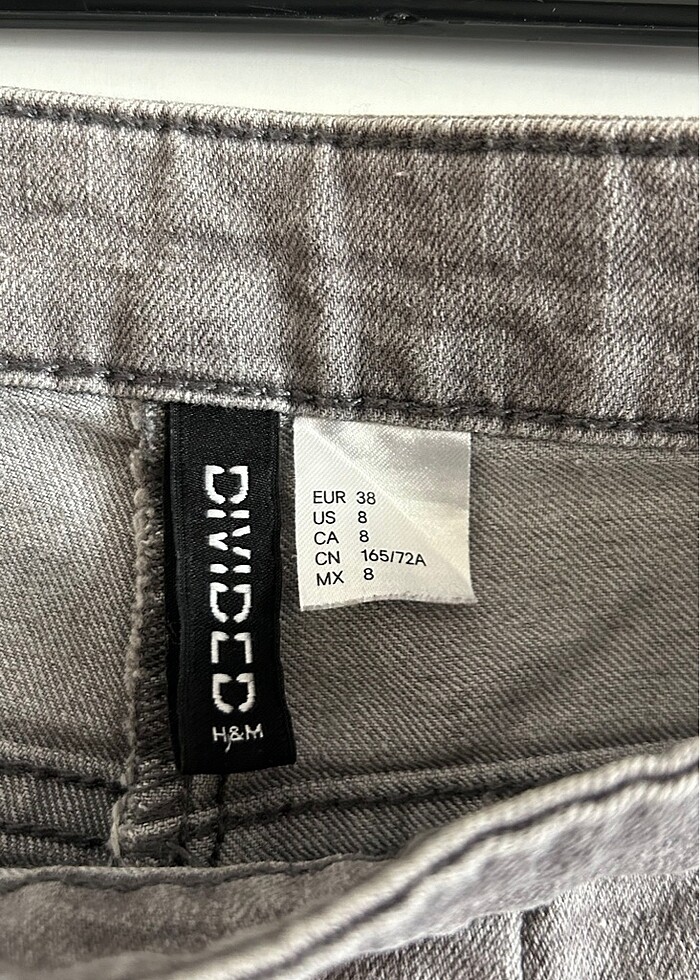 DIVIDED
H&M
EUR 38
US 8
CA 8
CN 165/72A
MX 8